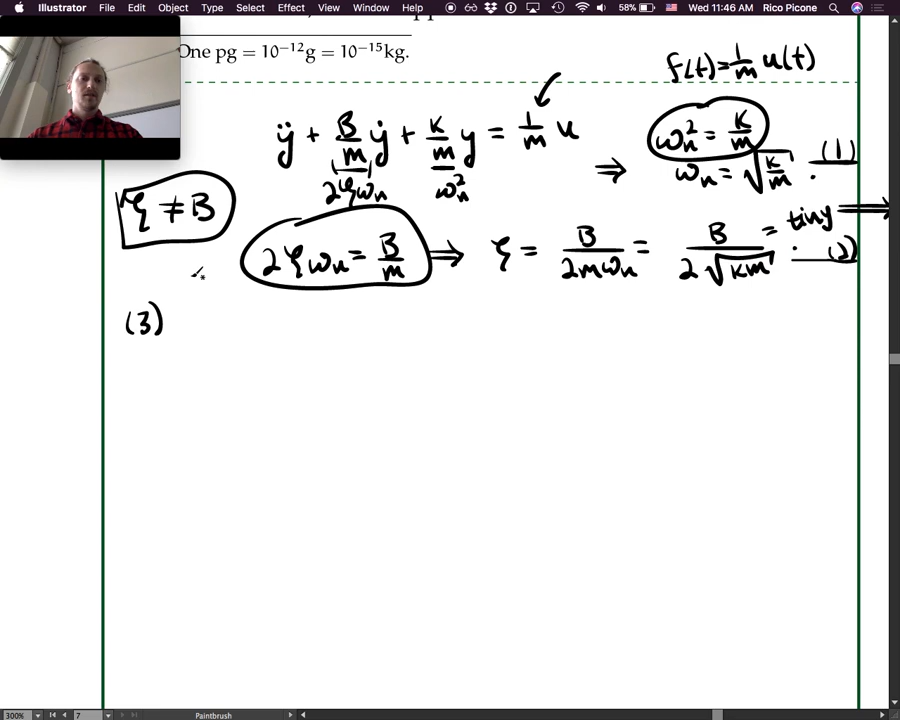 Illustrator File Edit Object Type Select Effect View Window Help 58% Wed 11:46 AM Rico Picone
One pg = 10⁻¹²g = 10⁻¹⁵kg.
f(t) = 1/m u(t)
ÿ + B/m ẏ + K/m y = 1/m u
2ζωₙ ωₙ²
⇒ ωₙ² = K/m
ωₙ = √(K/m) . (1)
ζ ≠ B
2ζωₙ = B/m ⇒ ζ = B/(2mωₙ) = B/(2√(Km)) = tiny ⇒ . (2)
(3)
300% 7 Paintbrush